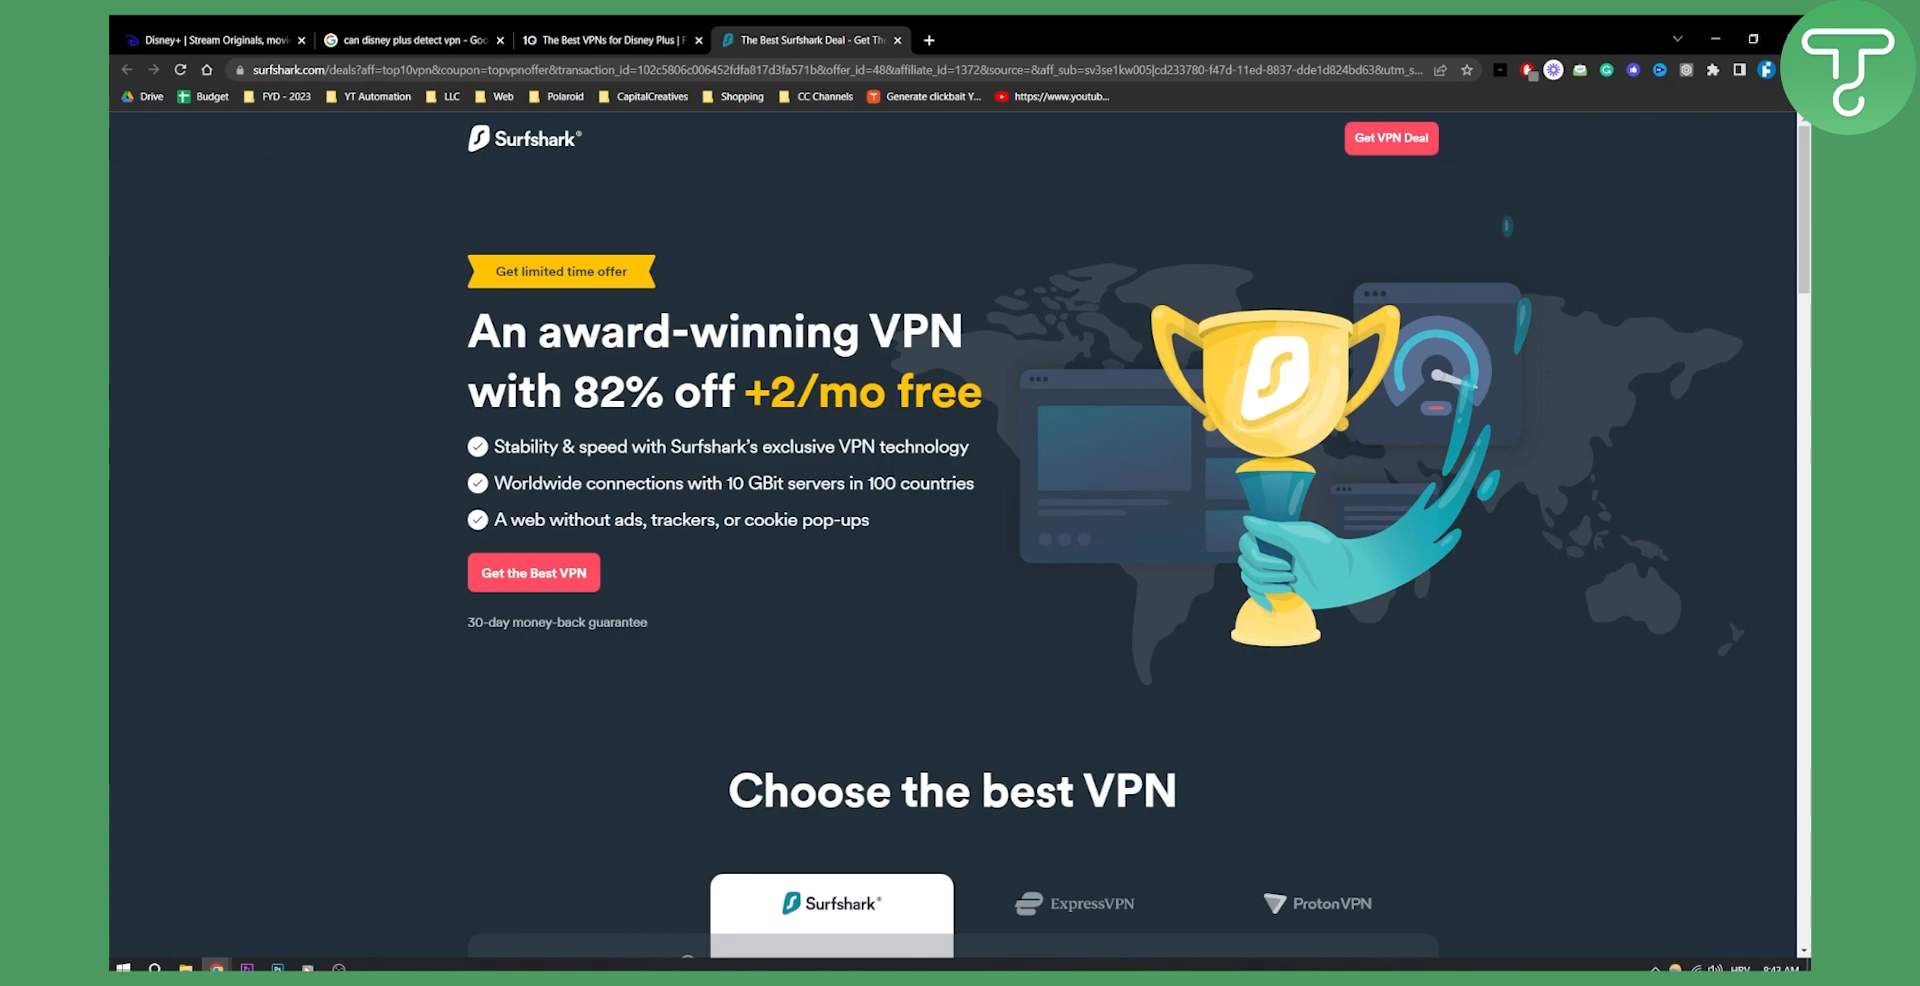 Disney+ | Stream Originals, movi
can disney plus detect vpn - Goo
10 The Best VPNs for Disney Plus | F
The Best Surfshark Deal - Get Th
surfshark.com/deals?aff=top10vpn&coupon=topvpnoffer&transaction_id=102c5806c006452fdfa817d3fa571b&offer_id=488&affiliate_id=1372&source=&aff_sub=sv3se1kw005|cd233780-f47d-11ed-8837-dde1d824bd63&utm_s...
Drive
Budget
FYD - 2023
YT Automation
LLC
Web
Polaroid
CapitalCreatives
Shopping
CC Channels
Generate clickbait Y...
https://www.youtub...
Surfshark®
Get VPN Deal
Get limited time offer
An award-winning VPN
with 82% off +2/mo free
Stability & speed with Surfshark's exclusive VPN technology
Worldwide connections with 10 GBit servers in 100 countries
A web without ads, trackers, or cookie pop-ups
Get the Best VPN
30-day money-back guarantee
Choose the best VPN
Surfshark®
ExpressVPN
ProtonVPN
HRV
8:43 AM